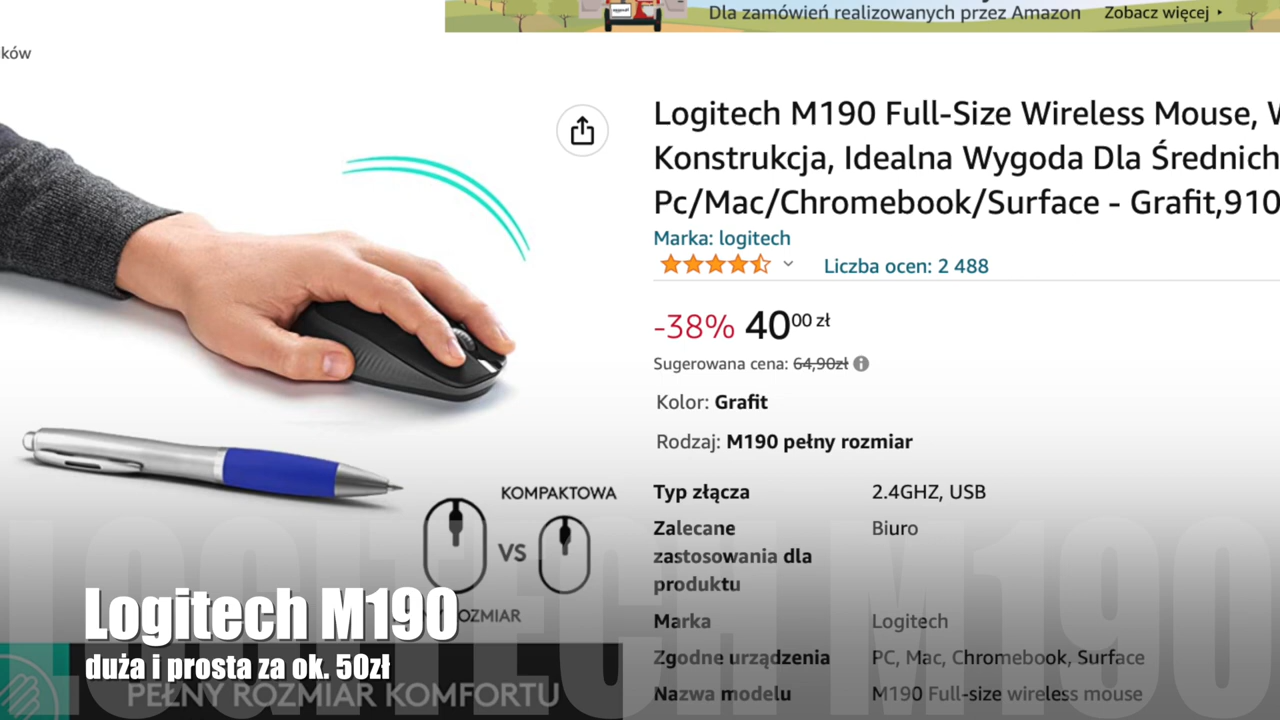 Dla zamówień realizowanych przez Amazon Zobacz więcej
ków
Logitech M190 Full-Size Wireless Mouse,
Konstrukcja, Idealna Wygoda Dla Średnich
Pc/Mac/Chromebook/Surface - Grafit,910
Marka: logitech
Liczba ocen: 2 488
-38% 40⁰⁰ zł
Sugerowana cena: 64,90zł
Kolor: Grafit
Rodzaj: M190 pełny rozmiar
Typ złącza 2.4GHZ, USB
Zalecane zastosowania dla produktu Biuro
Marka Logitech
Zgodne urządzenia PC, Mac, Chromebook, Surface
Nazwa modelu M190 Full-size wireless mouse
KOMPAKTOWA
VS
OZMIAR
LOGITECH M190
Logitech M190
duża i prosta za ok. 50zł
PEŁNY ROZMIAR KOMFORTU